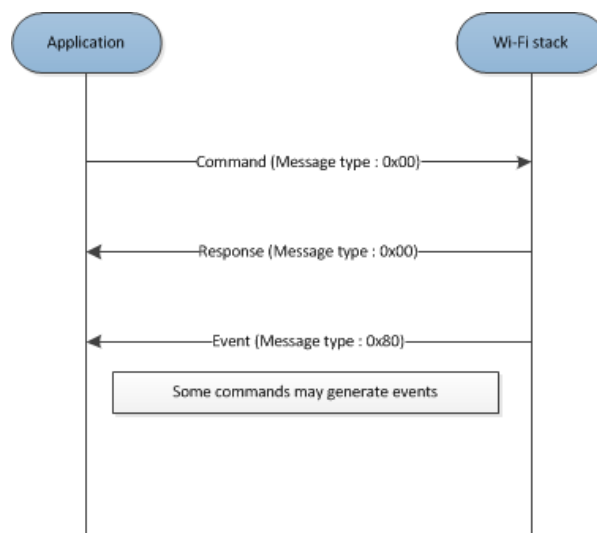 Application
Wi-Fi stack
Command (Message type : 0x00)
Response (Message type : 0x00)
Event (Message type : 0x80)
Some commands may generate events